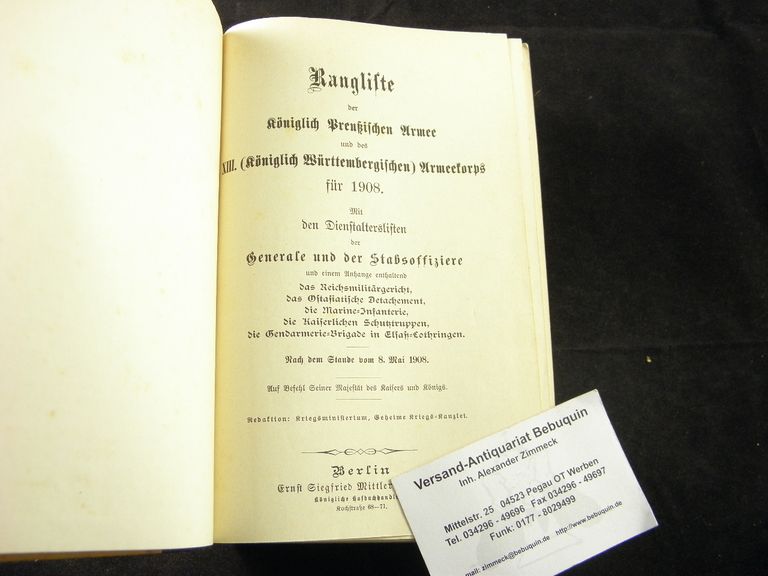 Rangliste
der
Königlich Preußischen Armee
und des
XIII. (Königlich Württembergischen) Armeekorps
für 1908.
Mit
den Dienstalterslisten
der
Generale und der Stabsoffiziere
und einem Anhange enthaltend
das Reichsmilitärgericht,
das Ostasiatische Detachement,
die Marine-Infanterie,
die Kaiserlichen Schutztruppen,
die Gendarmerie-Brigade in Elsaß-Lothringen.
Nach dem Stande vom 8. Mai 1908.
Auf Befehl Seiner Majestät des Kaisers und Königs.
Redaktion: Kriegsministerium, Geheime Kriegs-Kanzlei.
Berlin
Ernst Siegfried Mittler
Königliche Hofbuchhandl
Kochstraße 68–71.
Versand-Antiquariat Bebuquin
Inh. Alexander Zimmeck
Mittelstr. 25 04523 Pegau OT Werben
Tel. 034296 - 49696 Fax 034296 - 49697
Funk: 0177 - 8029499
mail: zimmeck@bebuquin.de http://www.bebuquin.de